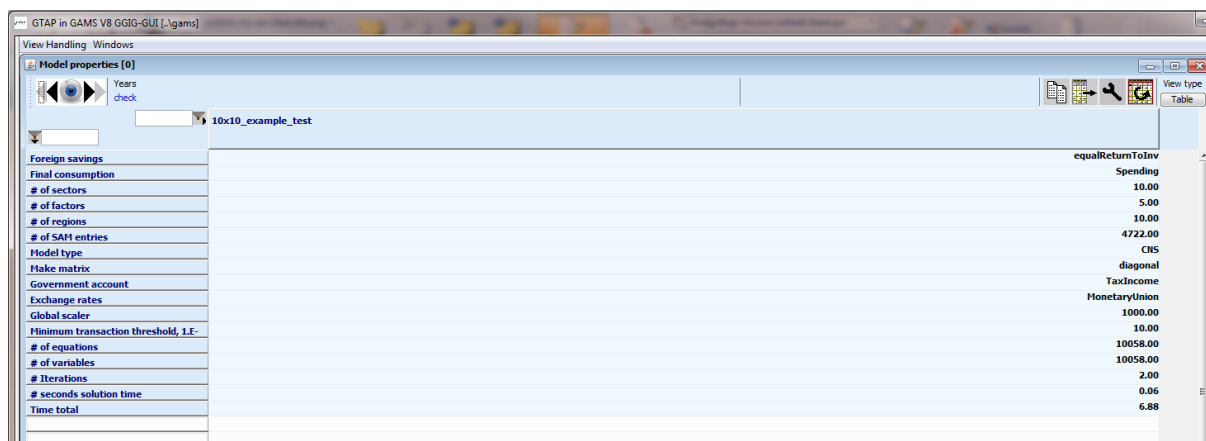 GTAP in GAMS V8 GGIG-GUI [..\gams]
View Handling Windows
Model properties [0]
Years
check
View type
Table
10x10_example_test
Foreign savings equalReturnToInv
Final consumption Spending
# of sectors 10.00
# of factors 5.00
# of regions 10.00
# of SAM entries 4722.00
Model type CNS
Make matrix diagonal
Government account TaxIncome
Exchange rates MonetaryUnion
Global scaler 1000.00
Minimum transaction threshold, 1.E- 10.00
# of equations 10058.00
# of variables 10058.00
# Iterations 2.00
# seconds solution time 0.06
Time total 6.88